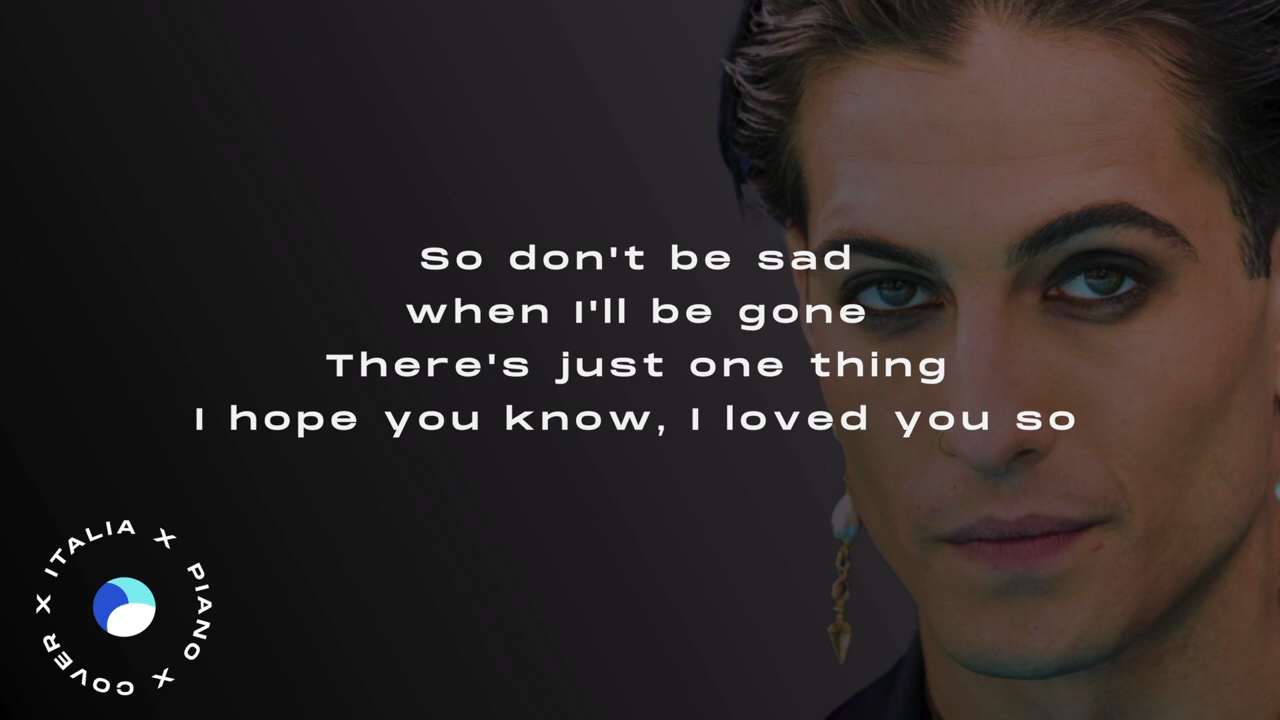 So don't be sad
when I'll be gone
There's just one thing
I hope you know, I loved you so
ITALIA X PIANO X COVER X